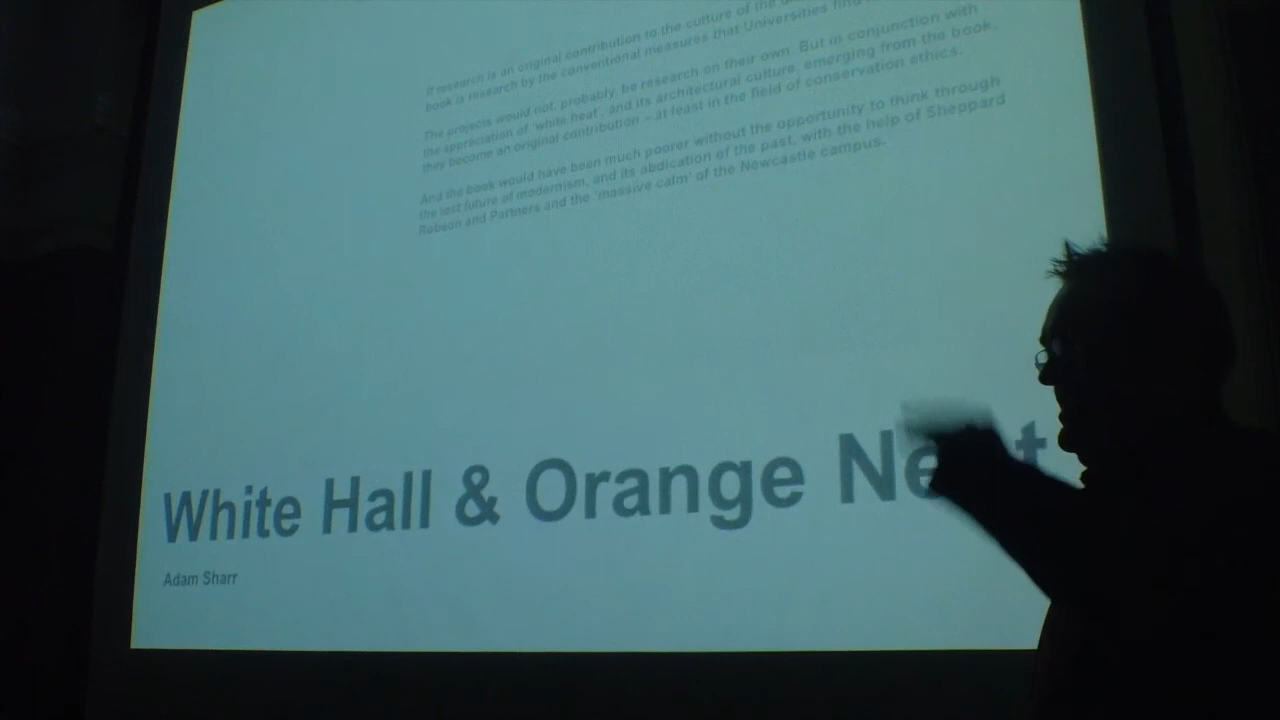 If research is an original contribution to the culture of the
book is research by the conventional measures that Universities find
The projects would not, probably, be research on their own. But in conjunction with
the appreciation of 'white heat', and its architectural culture, emerging from the book,
they become an original contribution – at least in the field of conservation ethics.
And the book would have been much poorer without the opportunity to think through
the lost future of modernism, and its abdication of the past, with the help of Sheppard
Robson and Partners and the 'massive calm' of the Newcastle campus.
White Hall & Orange
Adam Sharr